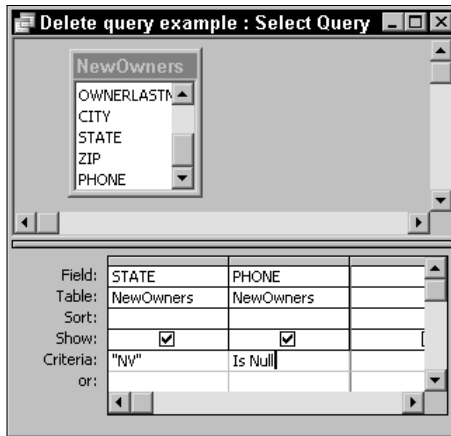 Delete query example : Select Query
NewOwners
OWNERLASTN
CITY
STATE
ZIP
PHONE
Field: STATE PHONE
Table: NewOwners NewOwners
Sort:
Show:
Criteria: "NV" Is Null
or: